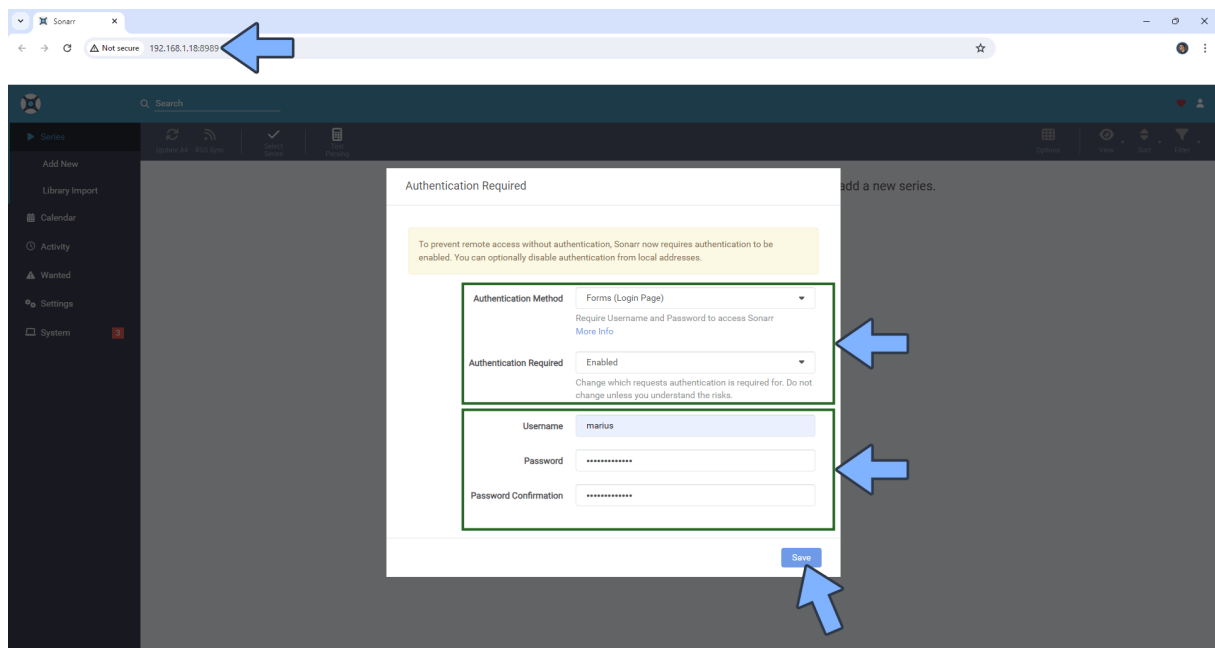 Sonarr
Not secure 192.168.1.18:8989
Search
Series
Update All RSS Sync Select Series Test Parsing Options View Sort Filter
Add New
Library Import
Calendar
Activity
Wanted
Settings
System 3
add a new series.
Authentication Required
To prevent remote access without authentication, Sonarr now requires authentication to be
enabled. You can optionally disable authentication from local addresses.
Authentication Method Forms (Login Page)
Require Username and Password to access Sonarr
More Info
Authentication Required Enabled
Change which requests authentication is required for. Do not
change unless you understand the risks.
Username marius
Password •••••••••••••
Password Confirmation •••••••••••••
Save